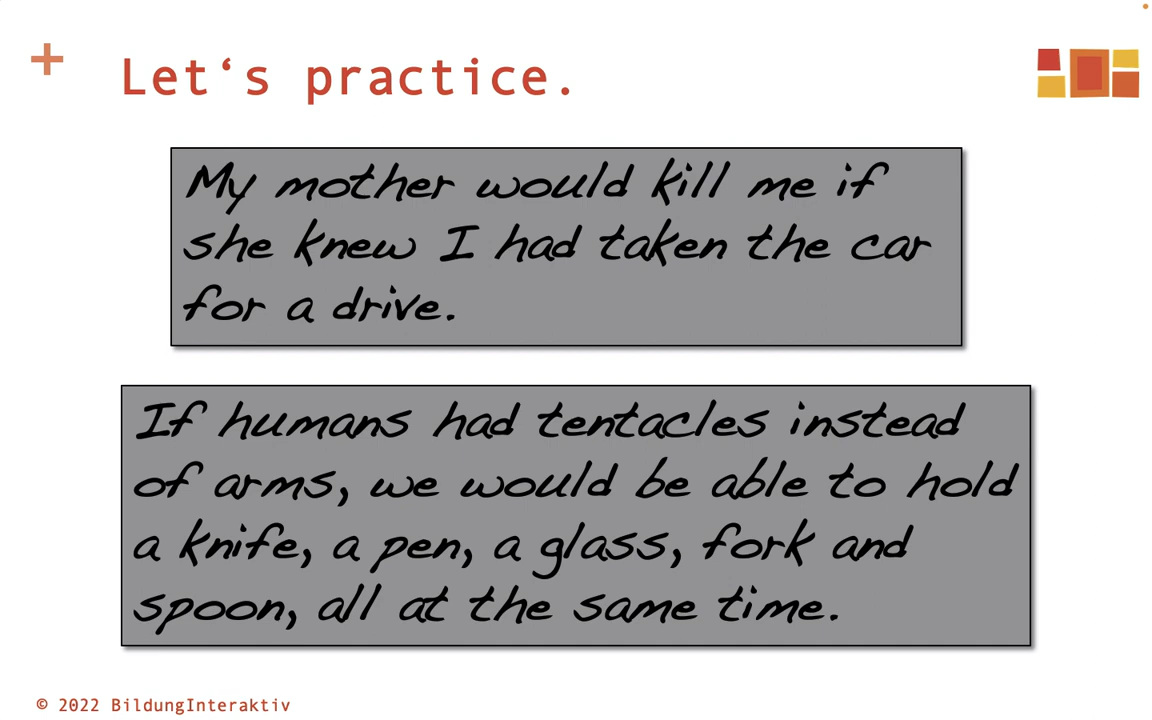 + Let‘s practice.
My mother would kill me if
she knew I had taken the car
for a drive.
If humans had tentacles instead
of arms, we would be able to hold
a knife, a pen, a glass, fork and
spoon, all at the same time.
© 2022 BildungInteraktiv